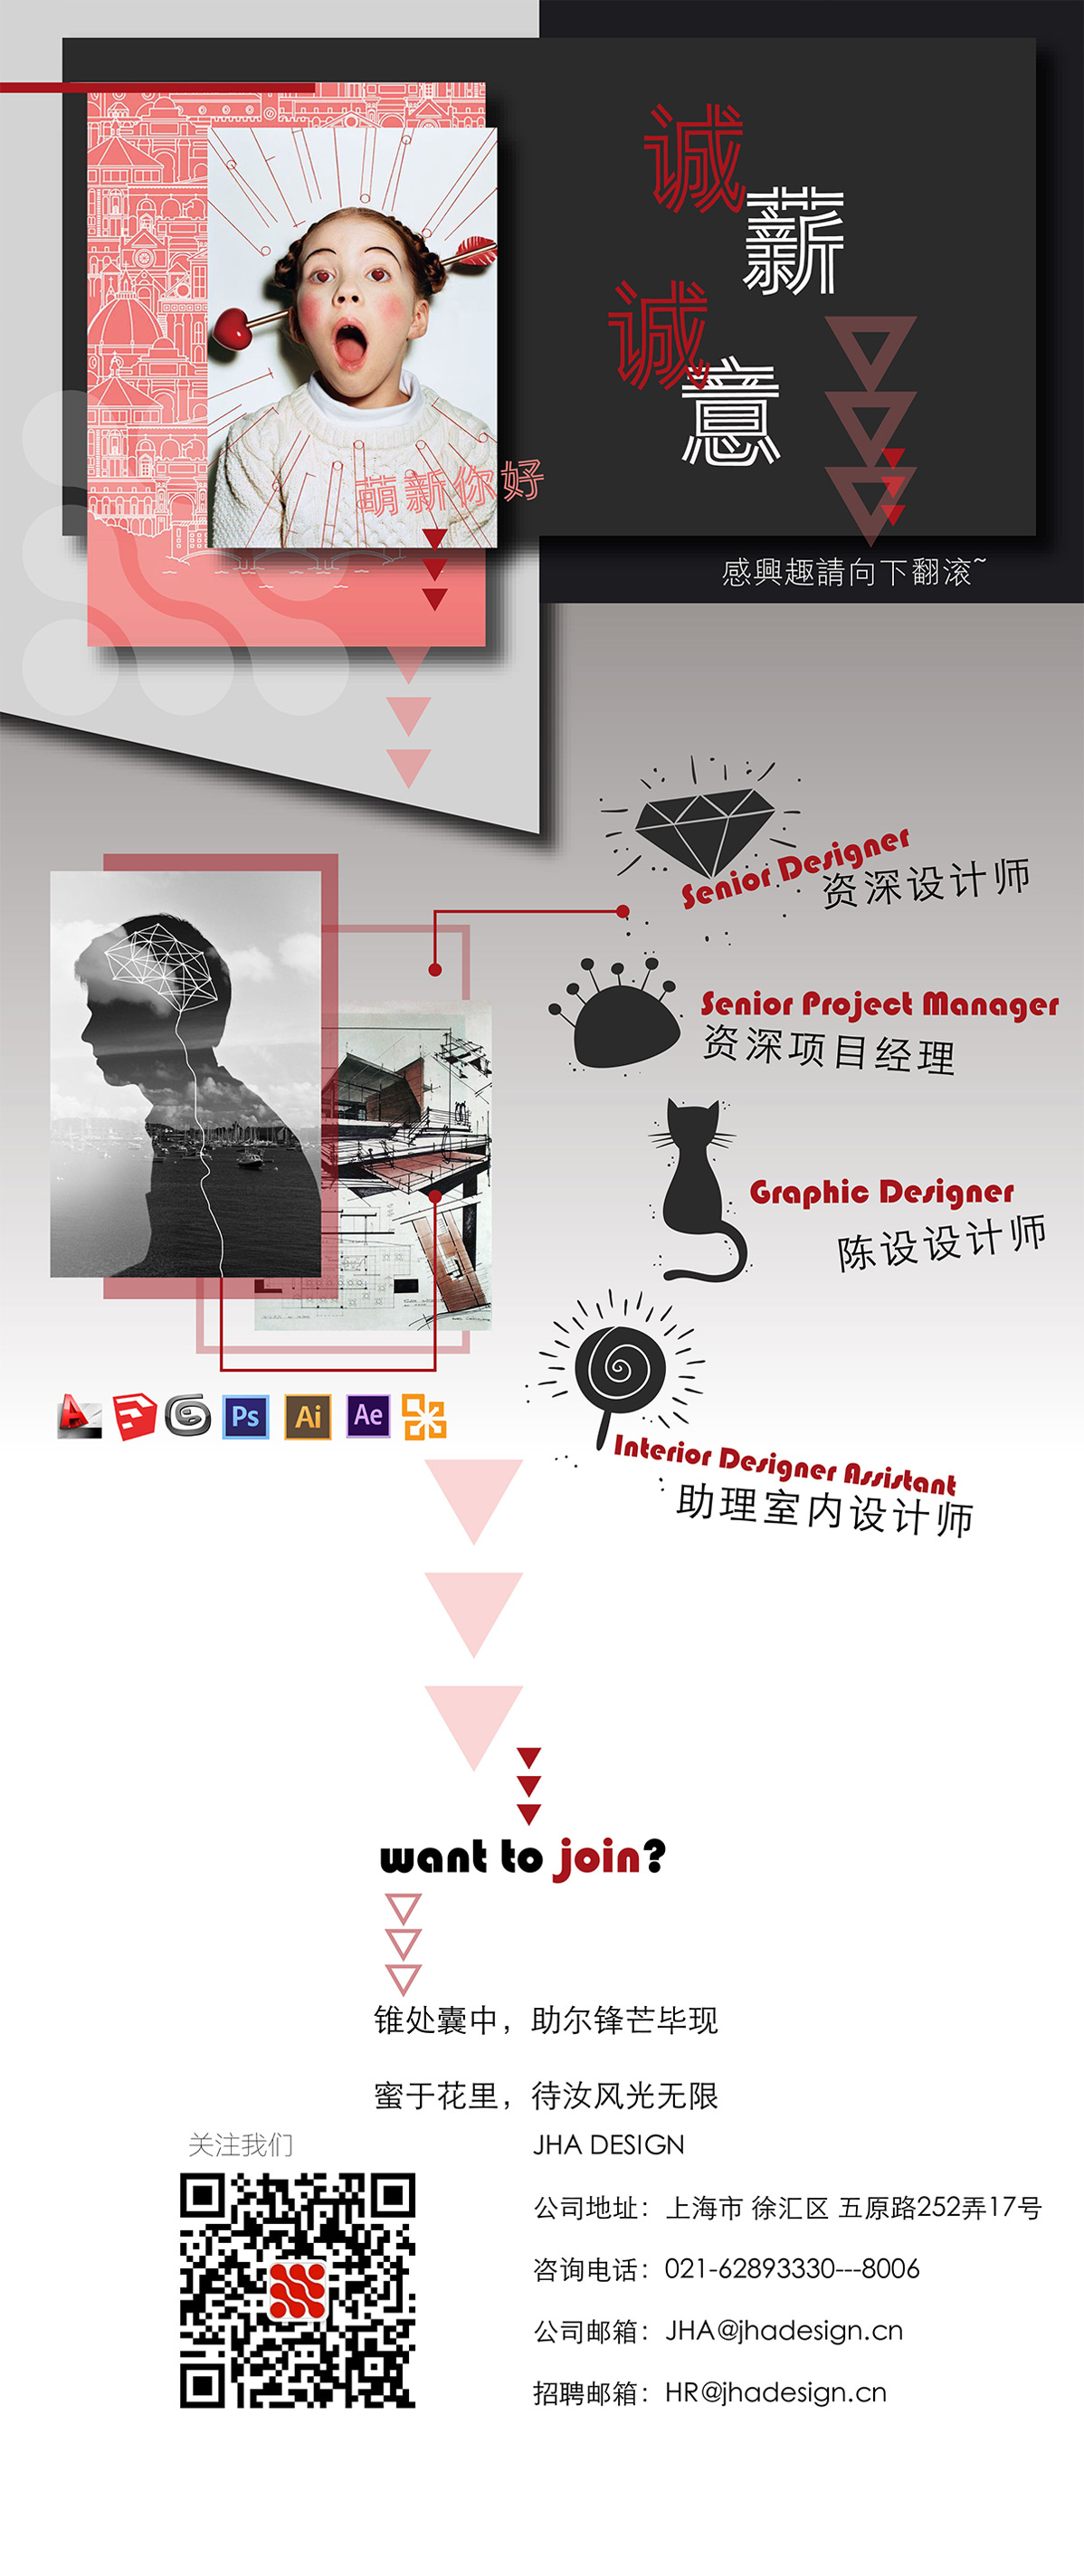 诚
薪
诚
意
萌新你好
感興趣請向下翻滚~
Senior Designer
资深设计师
Senior Project Manager
资深项目经理
Graphic Designer
陈设设计师
Ps Ai Ae
Interior Designer Assistant
助理室内设计师
want to join?
锥处囊中，助尔锋芒毕现
蜜于花里，待汝风光无限
关注我们
JHA DESIGN
公司地址：上海市 徐汇区 五原路252弄17号
咨询电话：021-62893330---8006
公司邮箱：JHA@jhadesign.cn
招聘邮箱：HR@jhadesign.cn